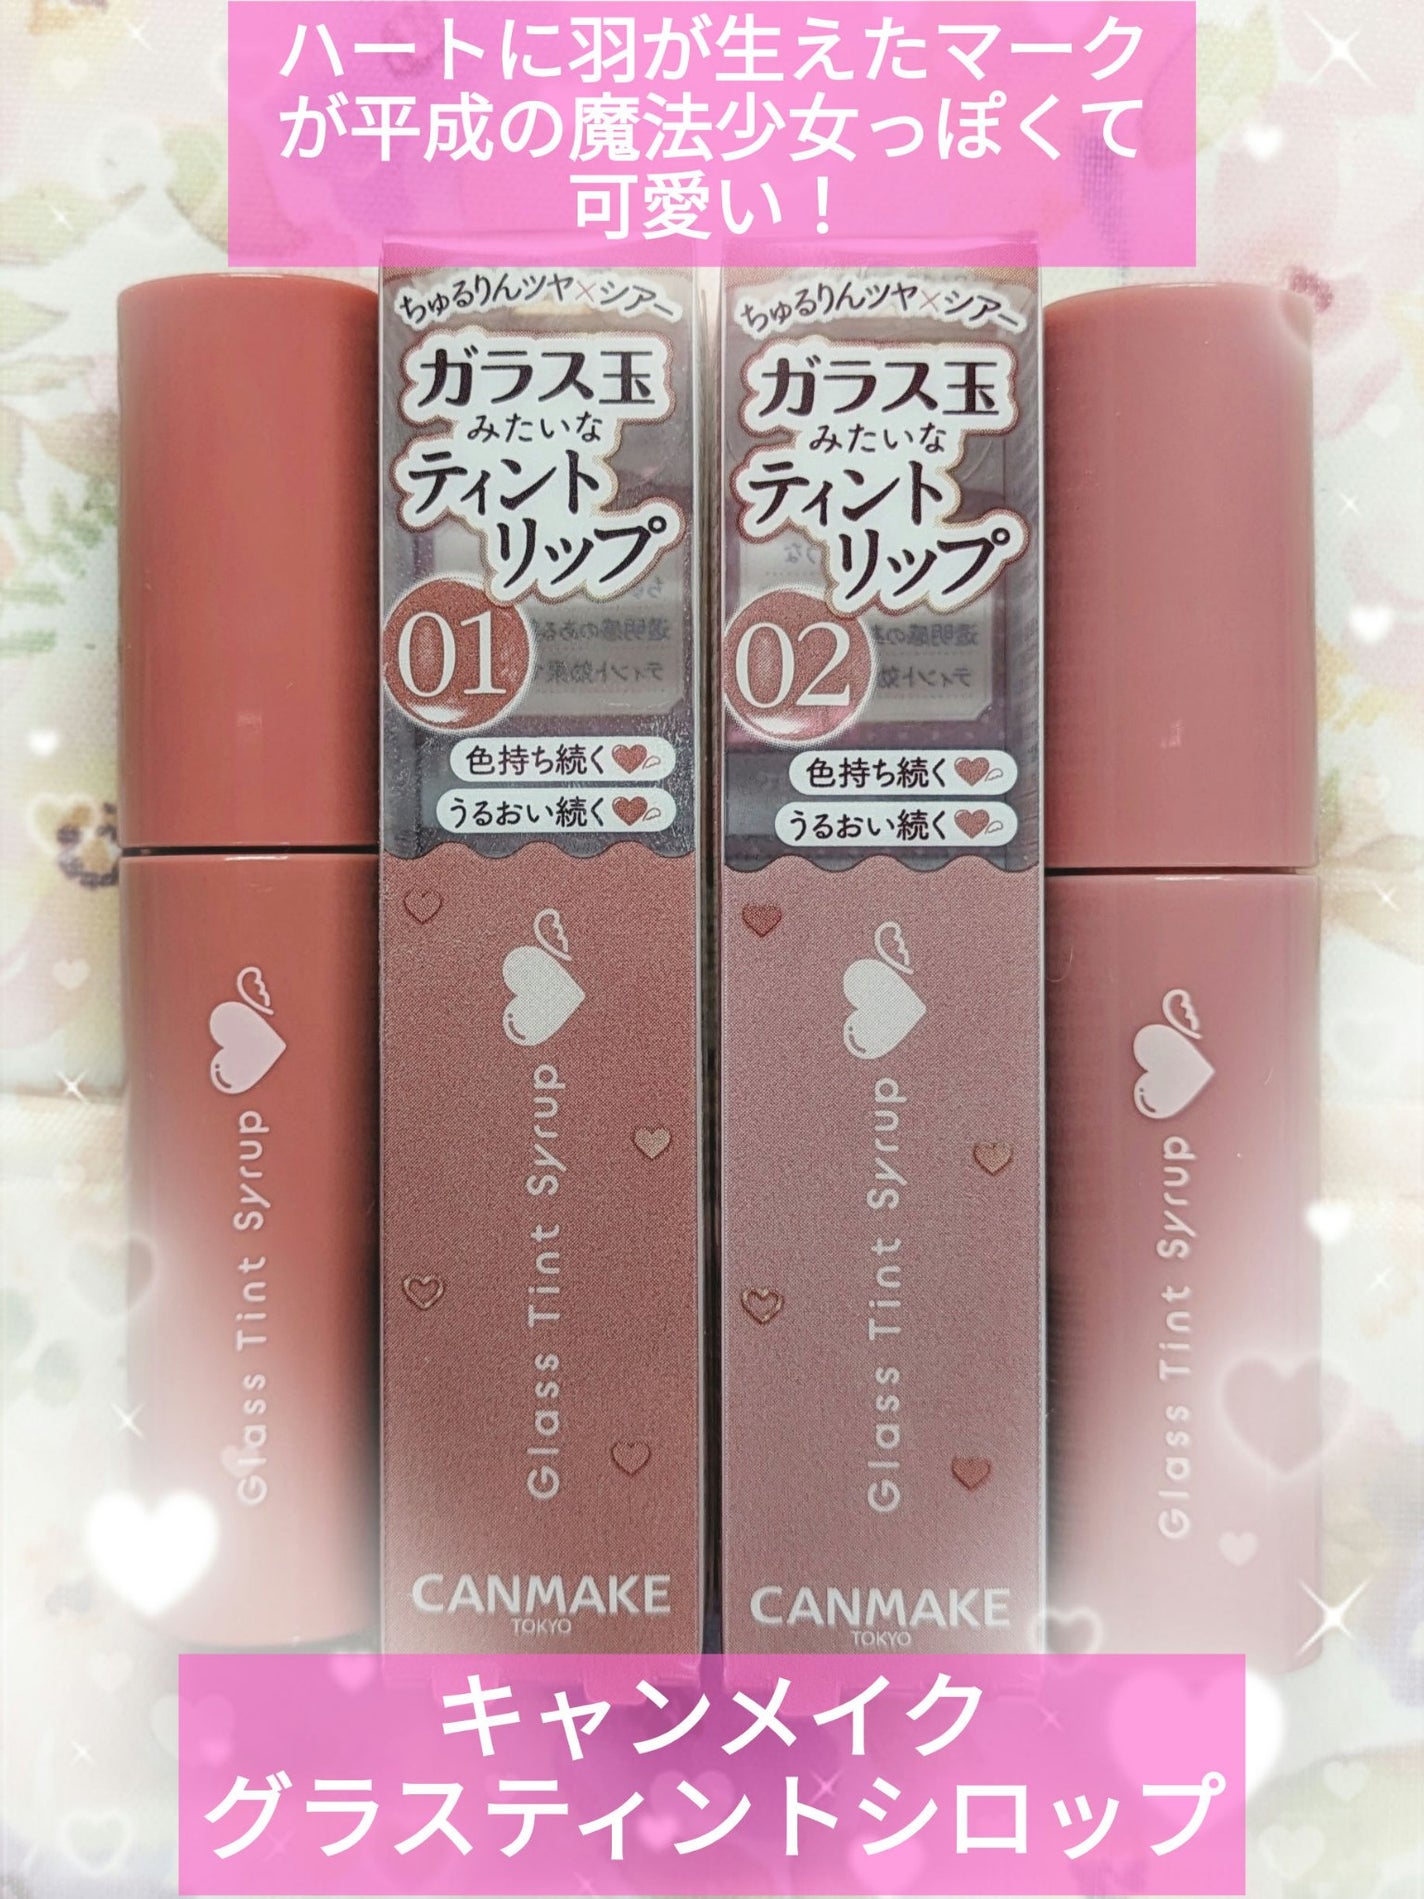 ハートに羽が生えたマーク
が平成の魔法少女っぽくて
可愛い！
ちゅるりんツヤ×シアー
ガラス玉
みたいな
ティント
リップ
01
色持ち続く
うるおい続く
Glass Tint Syrup
CANMAKE
TOKYO
ちゅるりんツヤ×シアー
ガラス玉
みたいな
ティント
リップ
02
色持ち続く
うるおい続く
Glass Tint Syrup
CANMAKE
TOKYO
Glass Tint Syrup
Glass Tint Syrup
キャンメイク
グラスティントシロップ